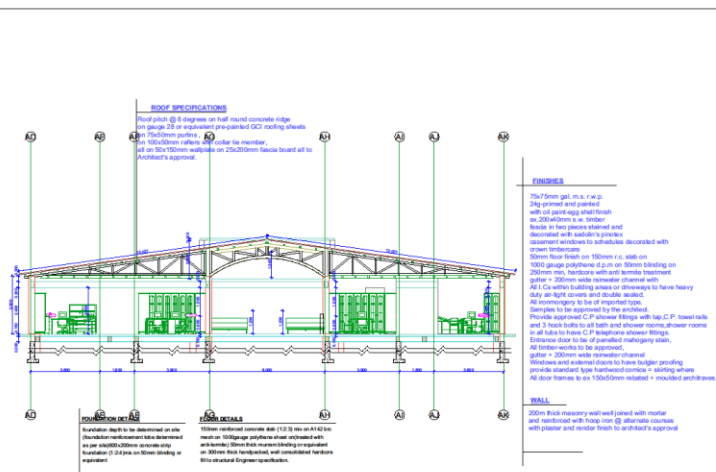 ROOF SPECIFICATIONS
Roof pitch @ 8 degrees on half round concrete ridge
on gauge 28 or equivalent pre-painted GCI roofing sheets
on 75x50mm purlins ,
on 100x50mm rafters with collar tie member,
all on 50x150mm wallplate on 25x200mm fascia board all to
Architect's approval.
AD AE AF AG AH AI AJ AK
FINISHES
75x75mm gal. m.s. r.w.p.
24g-primed and painted
with oil paint-egg shell finish
ex.200x40mm s.w. timber
fascia in two pieces stained and
decorated with sadolin's pinotex
casement windows to schedules decorated with
crown timbercare
50mm floor finish on 150mm r.c. slab on
1000 gauge polythene d.p.m on 50mm blinding on
250mm min, hardcore with anti termite treatment
gutter + 200mm wide rainwater channel with
All I.Cs within building areas or driveways to have heavy
duty air-tight covers and double sealed.
All ironmongery to be of imported type.
Samples to be approved by the architect.
Provide approved C.P shower fittings with tap,C.P. towel rails
and 3 hook bolts to all bath and shower rooms,shower rooms
in all tubs to have C.P telephone shower fittings.
Entrance door to be of panelled mahogany stain,
All timber works to be approved,
gutter + 200mm wide rainwater channel
Windows and external doors to have bulgler proofing
provide standard type hardwood cornice = skirting where
All door frames to ex 150x50mm rebated + moulded architraves.
WALL
200m thick masonry wall well joined with mortar
and reinforced with hoop iron @ alternate courses
with plaster and render finish to architect's approval
AD AE AF AG AH AI AJ AK
FOUNDATION DETAILS
foundation depth to be determined on site
(foundation reinforcement tobe determined
as per site)600x200mm concrete strip
foundation (1:2:4)mix on 50mm blinding or
equivalent
FLOOR DETAILS
150mm reinforced concrete slab (1:2:3) mix on A142 brc
mesh on 1000gauge polythene sheet on(treated with
anti-termite) 50mm thick murram blinding or equivalent
on 300mm thick handpacked, well consolidated hardcore
fill to structural Engineer specification.